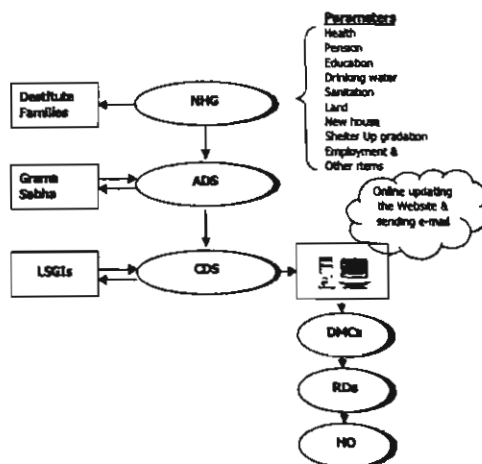 Parameters
Health
Pension
Education
Drinking water
Sanitation
Land
New house
Shelter Up gradation
Employment &
Other items
Destitute
Families
NHG
Grama
Sabha
ADS
Online updating
the Website &
sending e-mail
LSGIs
CDS
DMCs
RDs
HO